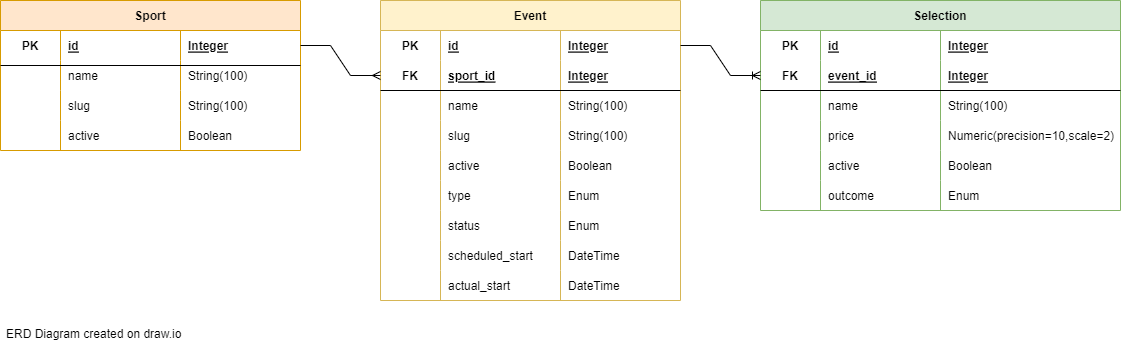 Sport
PK id Integer
name String(100)
slug String(100)
active Boolean
Event
PK id Integer
FK sport_id Integer
name String(100)
slug String(100)
active Boolean
type Enum
status Enum
scheduled_start DateTime
actual_start DateTime
Selection
PK id Integer
FK event_id Integer
name String(100)
price Numeric(precision=10,scale=2)
active Boolean
outcome Enum
ERD Diagram created on draw.io